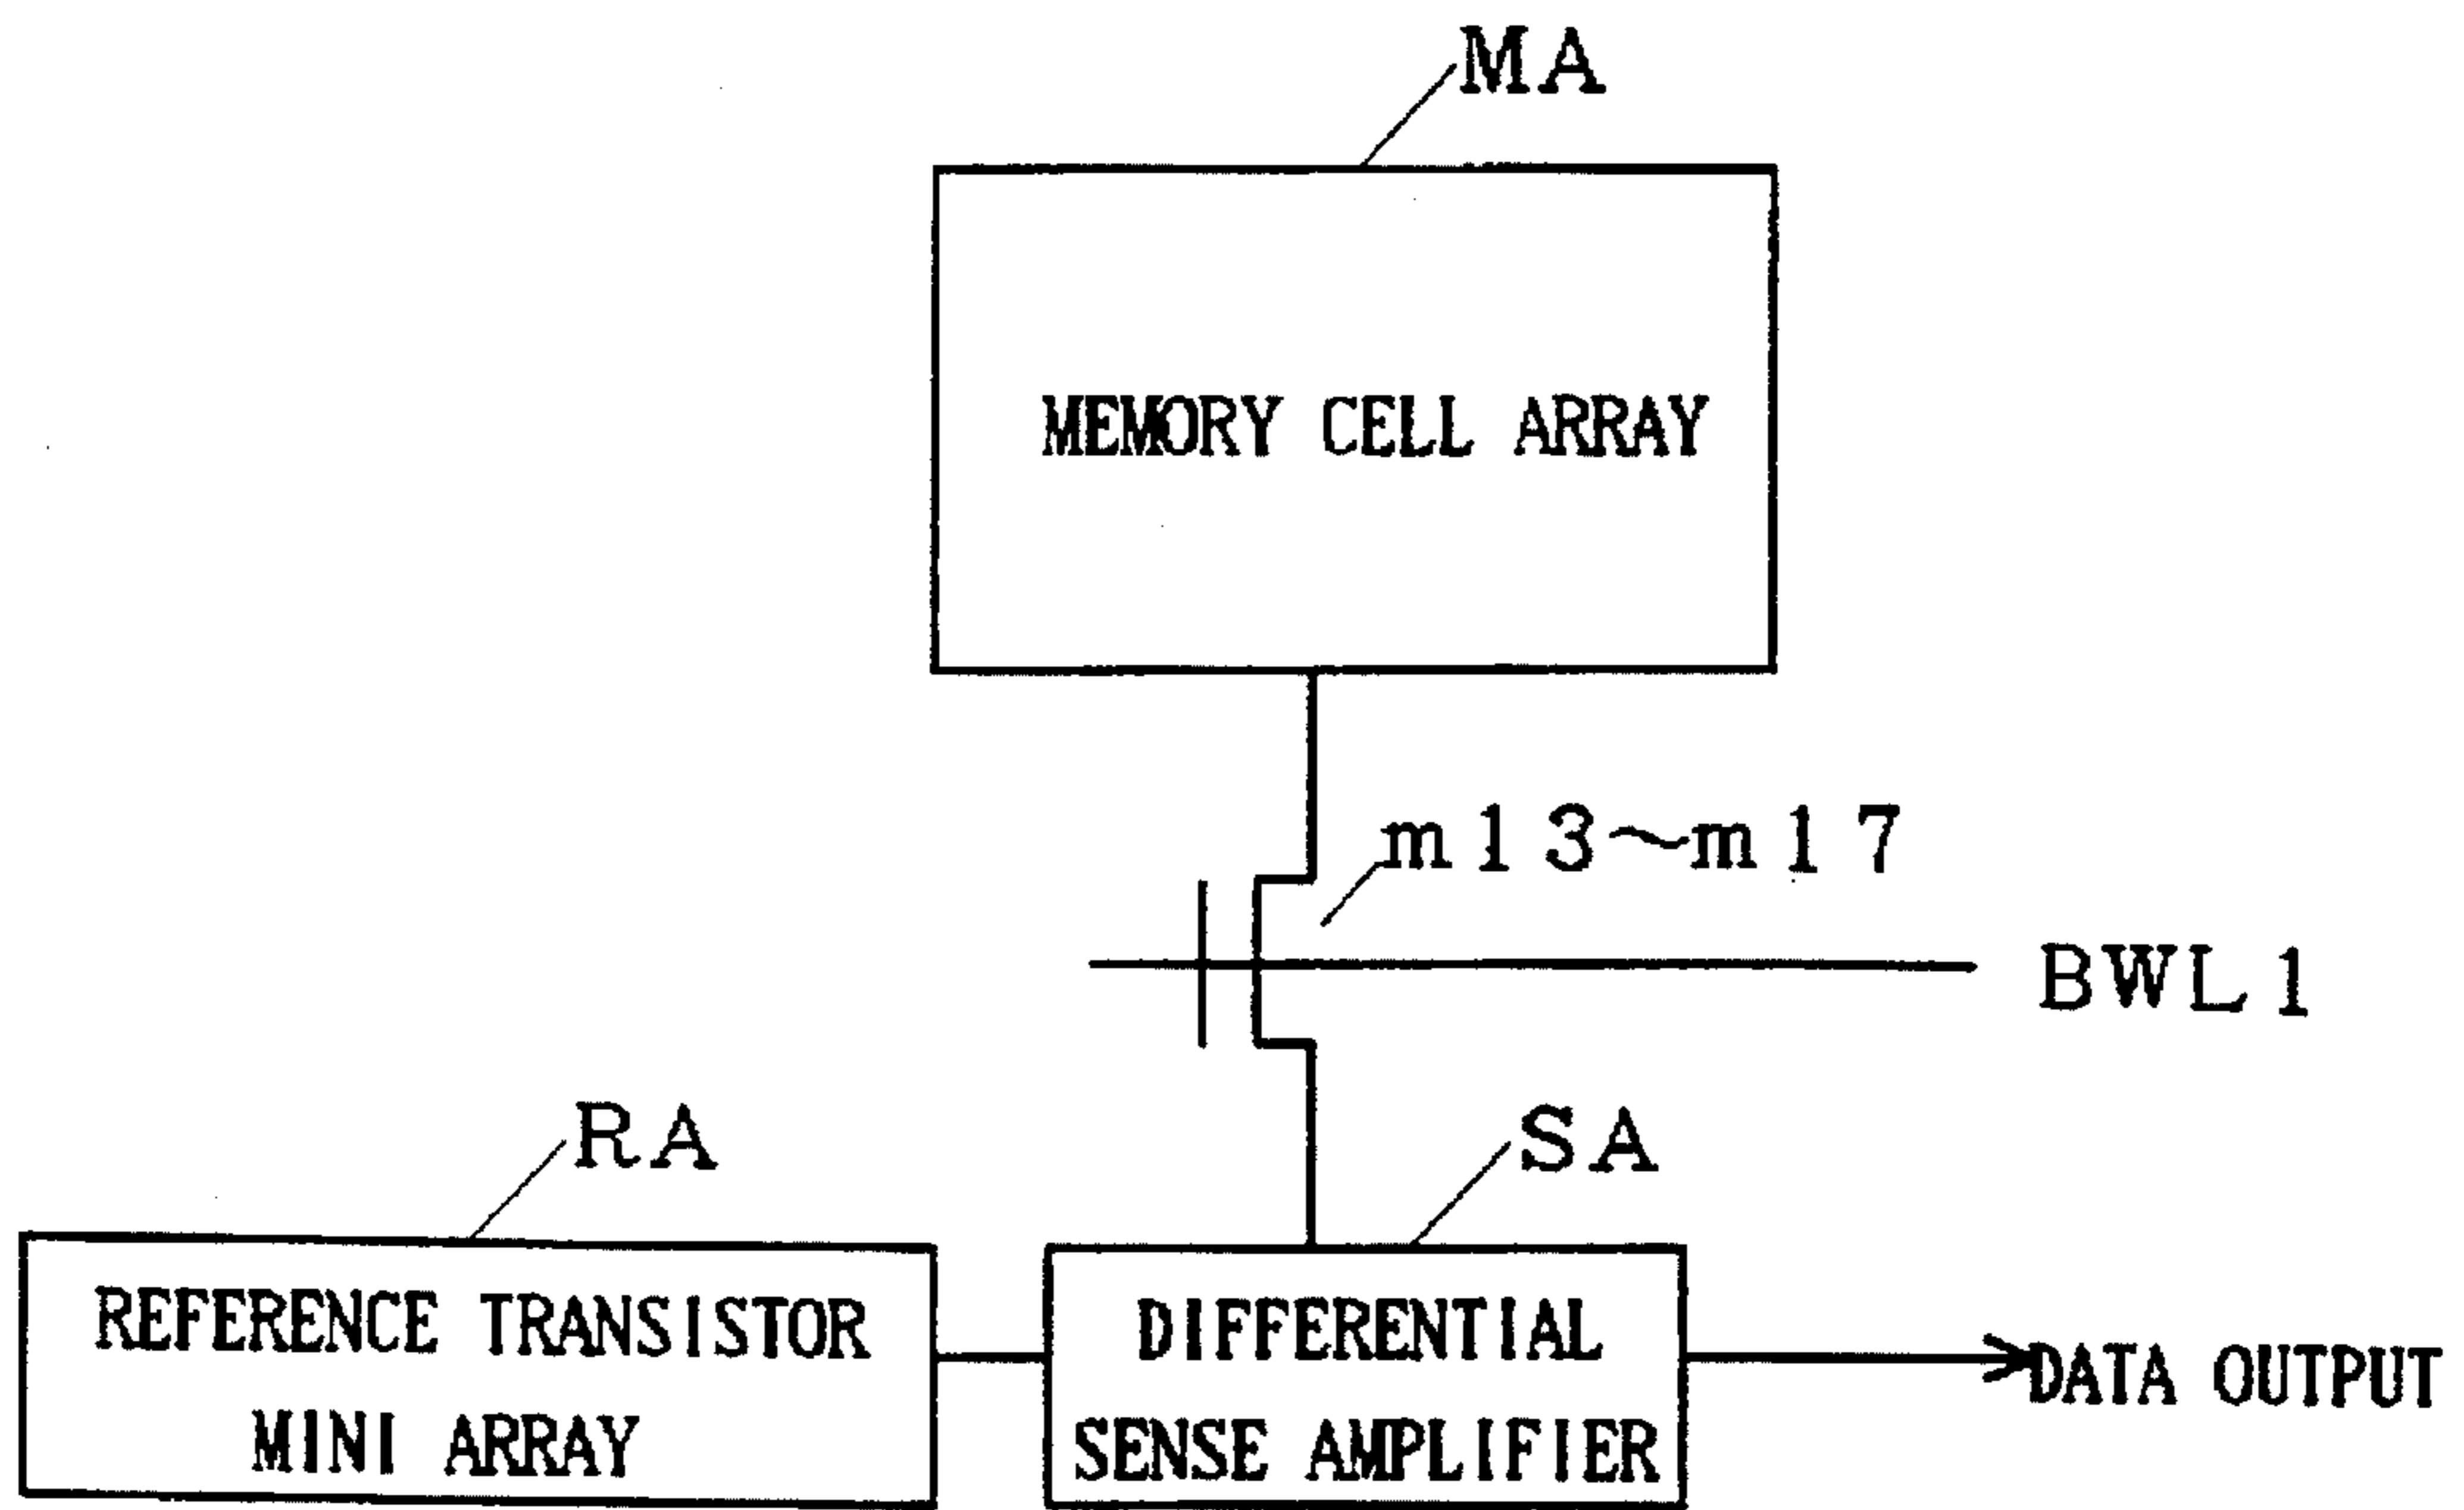 MA
MEMORY CELL ARRAY
m13~m17
BWL1
RA
SA
REFERENCE TRANSISTOR
MINI ARRAY
DIFFERENTIAL
SENSE AMPLIFIER
DATA OUTPUT